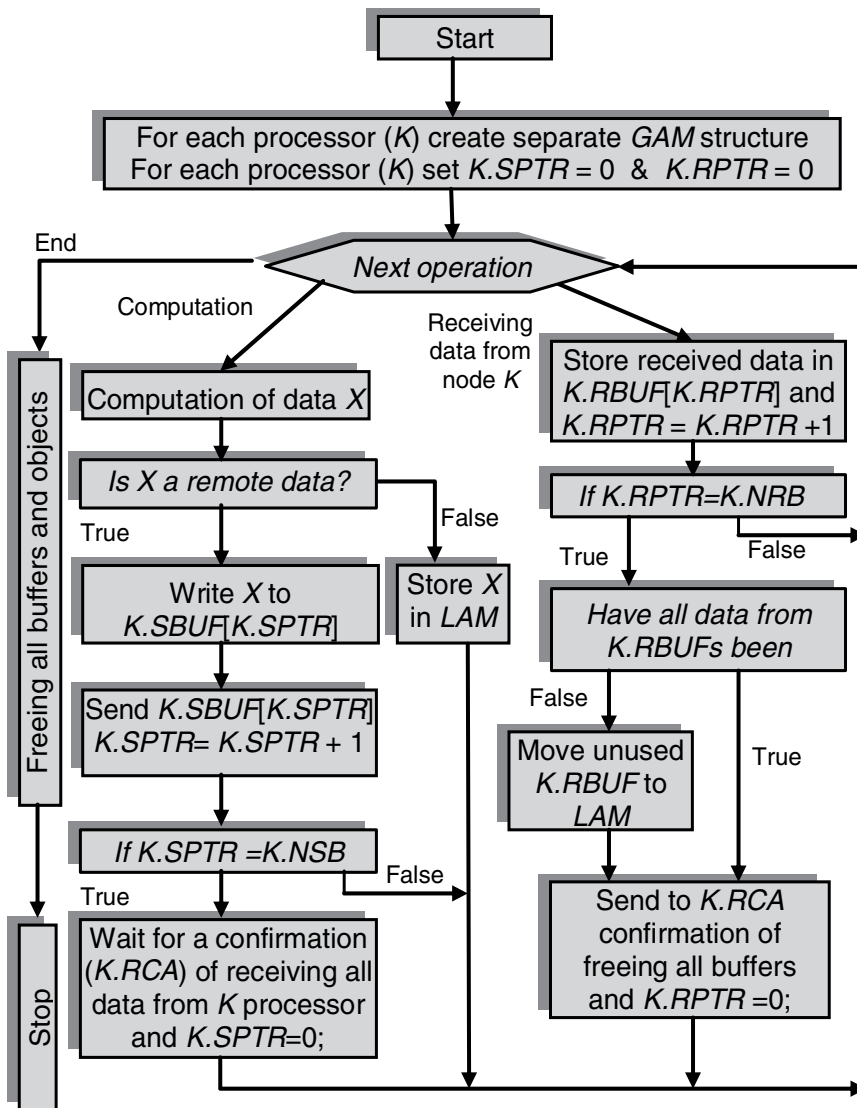 Start
For each processor (K) create separate GAM structure
For each processor (K) set K.SPTR = 0 & K.RPTR = 0
Next operation
End
Freeing all buffers and objects
Stop
Computation
Computation of data X
Is X a remote data?
True
False
Write X to
K.SBUF[K.SPTR]
Store X
in LAM
Send K.SBUF[K.SPTR]
K.SPTR= K.SPTR + 1
If K.SPTR =K.NSB
True
False
Wait for a confirmation
(K.RCA) of receiving all
data from K processor
and K.SPTR=0;
Receiving
data from
node K
Store received data in
K.RBUF[K.RPTR] and
K.RPTR = K.RPTR +1
If K.RPTR=K.NRB
True
False
Have all data from
K.RBUFs been
False
True
Move unused
K.RBUF to
LAM
Send to K.RCA
confirmation of
freeing all buffers
and K.RPTR =0;